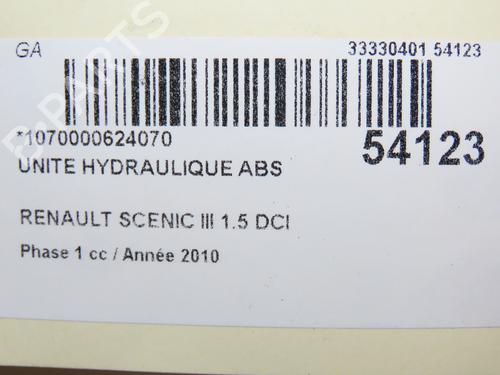 GA 33330401 54123
*1070000624070 54123
UNITE HYDRAULIQUE ABS
RENAULT SCENIC III 1.5 DCI
Phase 1 cc / Année 2010